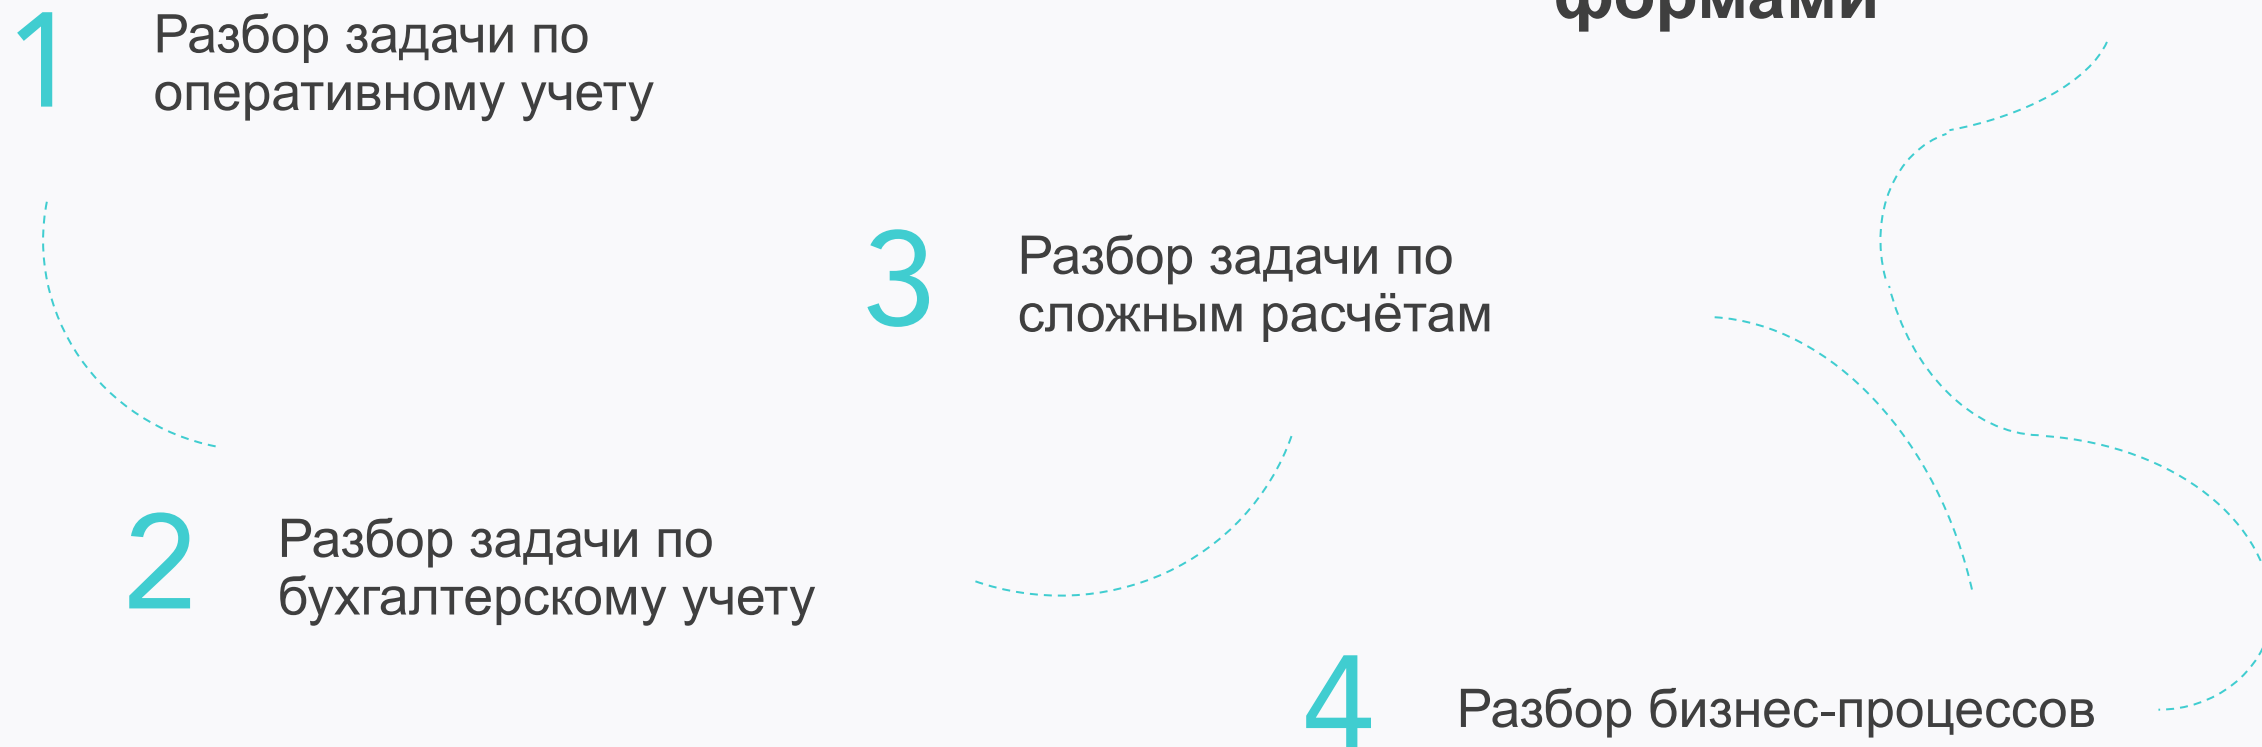 формами
1
Разбор задачи по
оперативному учету
3
Разбор задачи по
сложным расчётам
2
Разбор задачи по
бухгалтерскому учету
4
Разбор бизнес-процессов